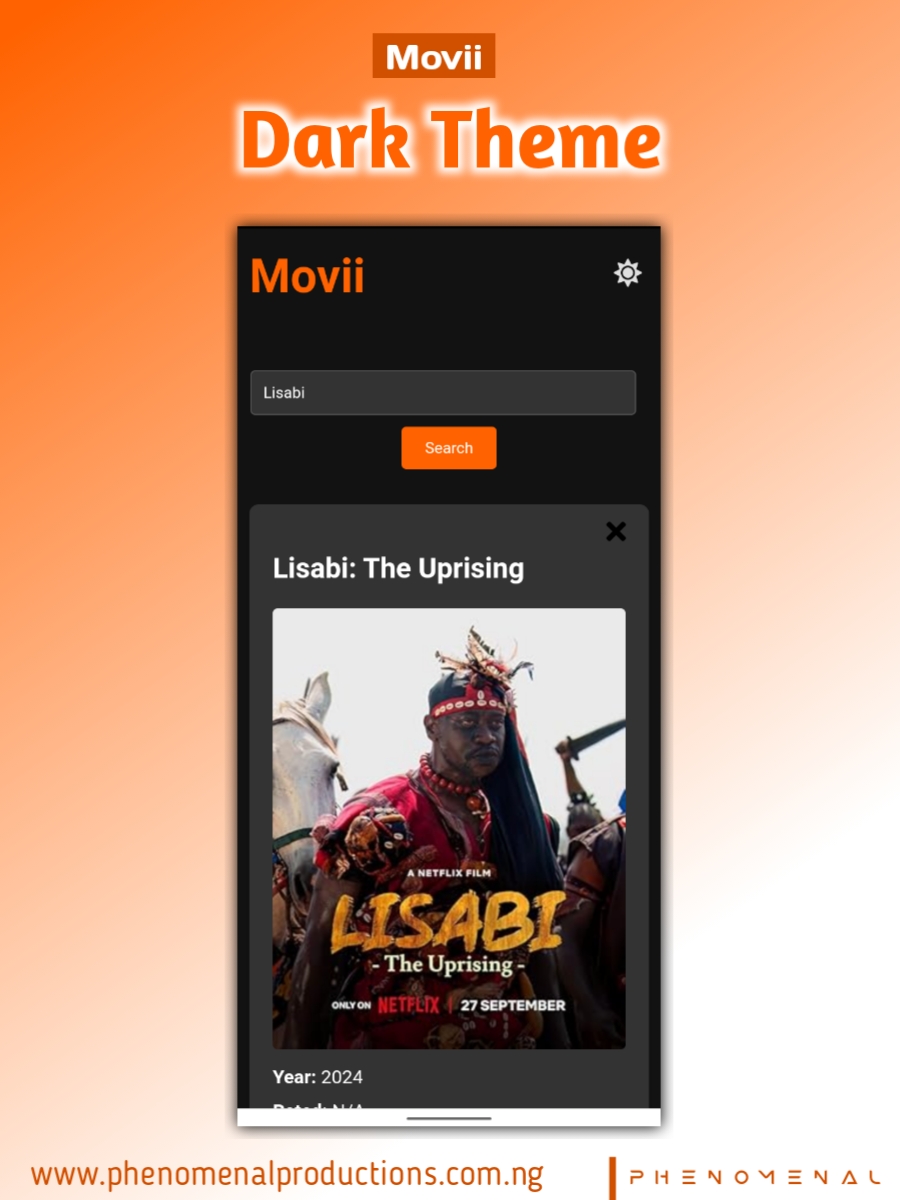 Movii
Dark Theme
Movii
Lisabi
Search
Lisabi: The Uprising
A NETFLIX FILM
LISABI
- The Uprising -
ONLY ON NETFLIX | 27 SEPTEMBER
Year: 2024
Rated: N/A
www.phenomenalproductions.com.ng
PHENOMENAL